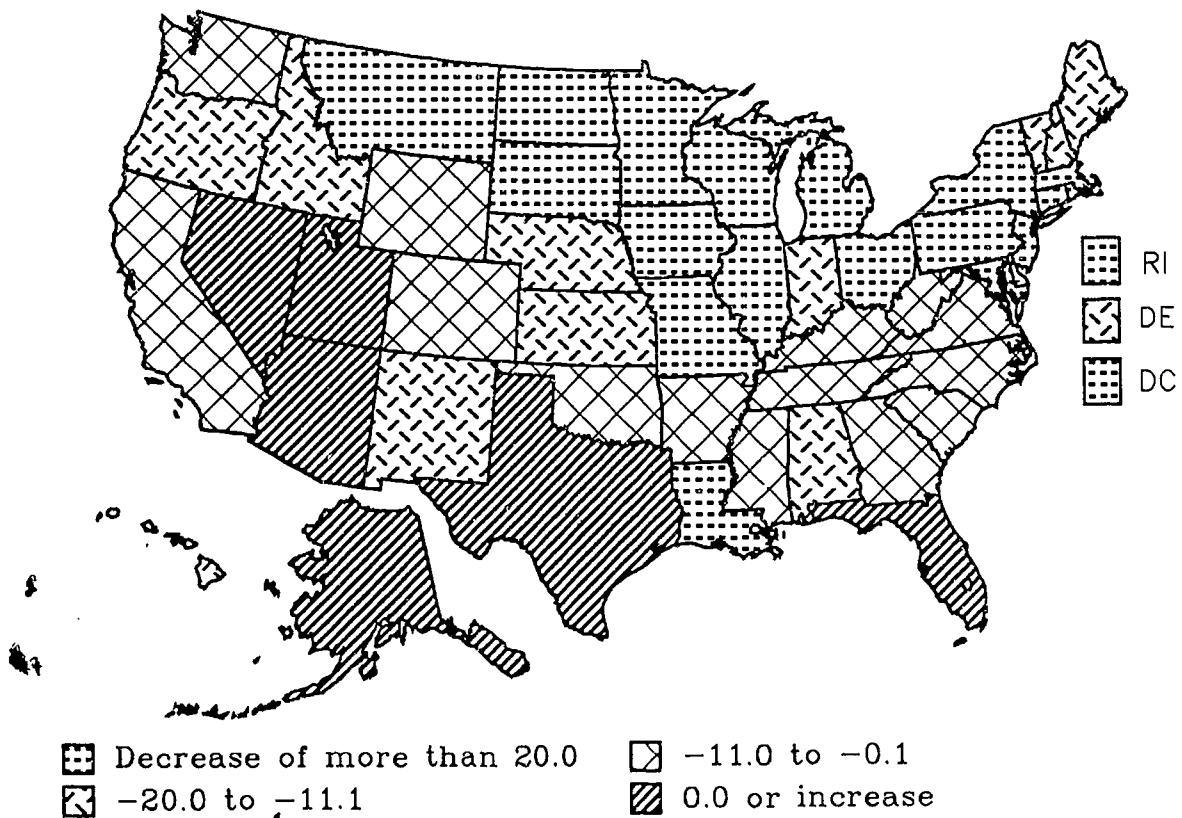 RI
DE
DC
Decrease of more than 20.0
-11.0 to -0.1
-20.0 to -11.1
0.0 or increase